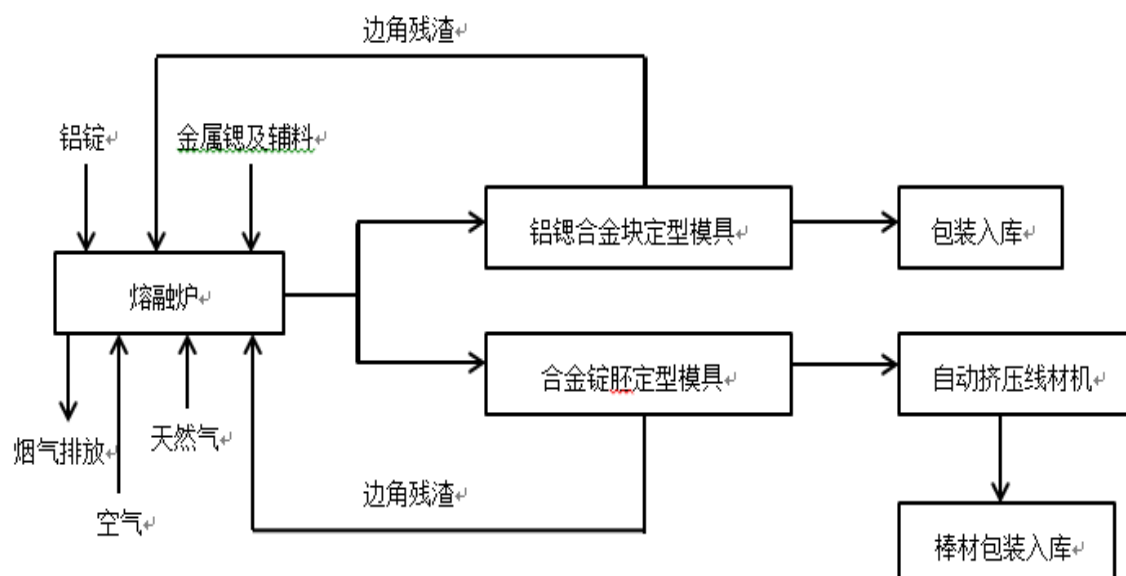 边角残渣
铝锭
金属锶及辅料
铝锶合金块定型模具
包装入库
熔融炉
合金锭胚定型模具
自动挤压线材机
烟气排放
天然气
边角残渣
空气
棒材包装入库